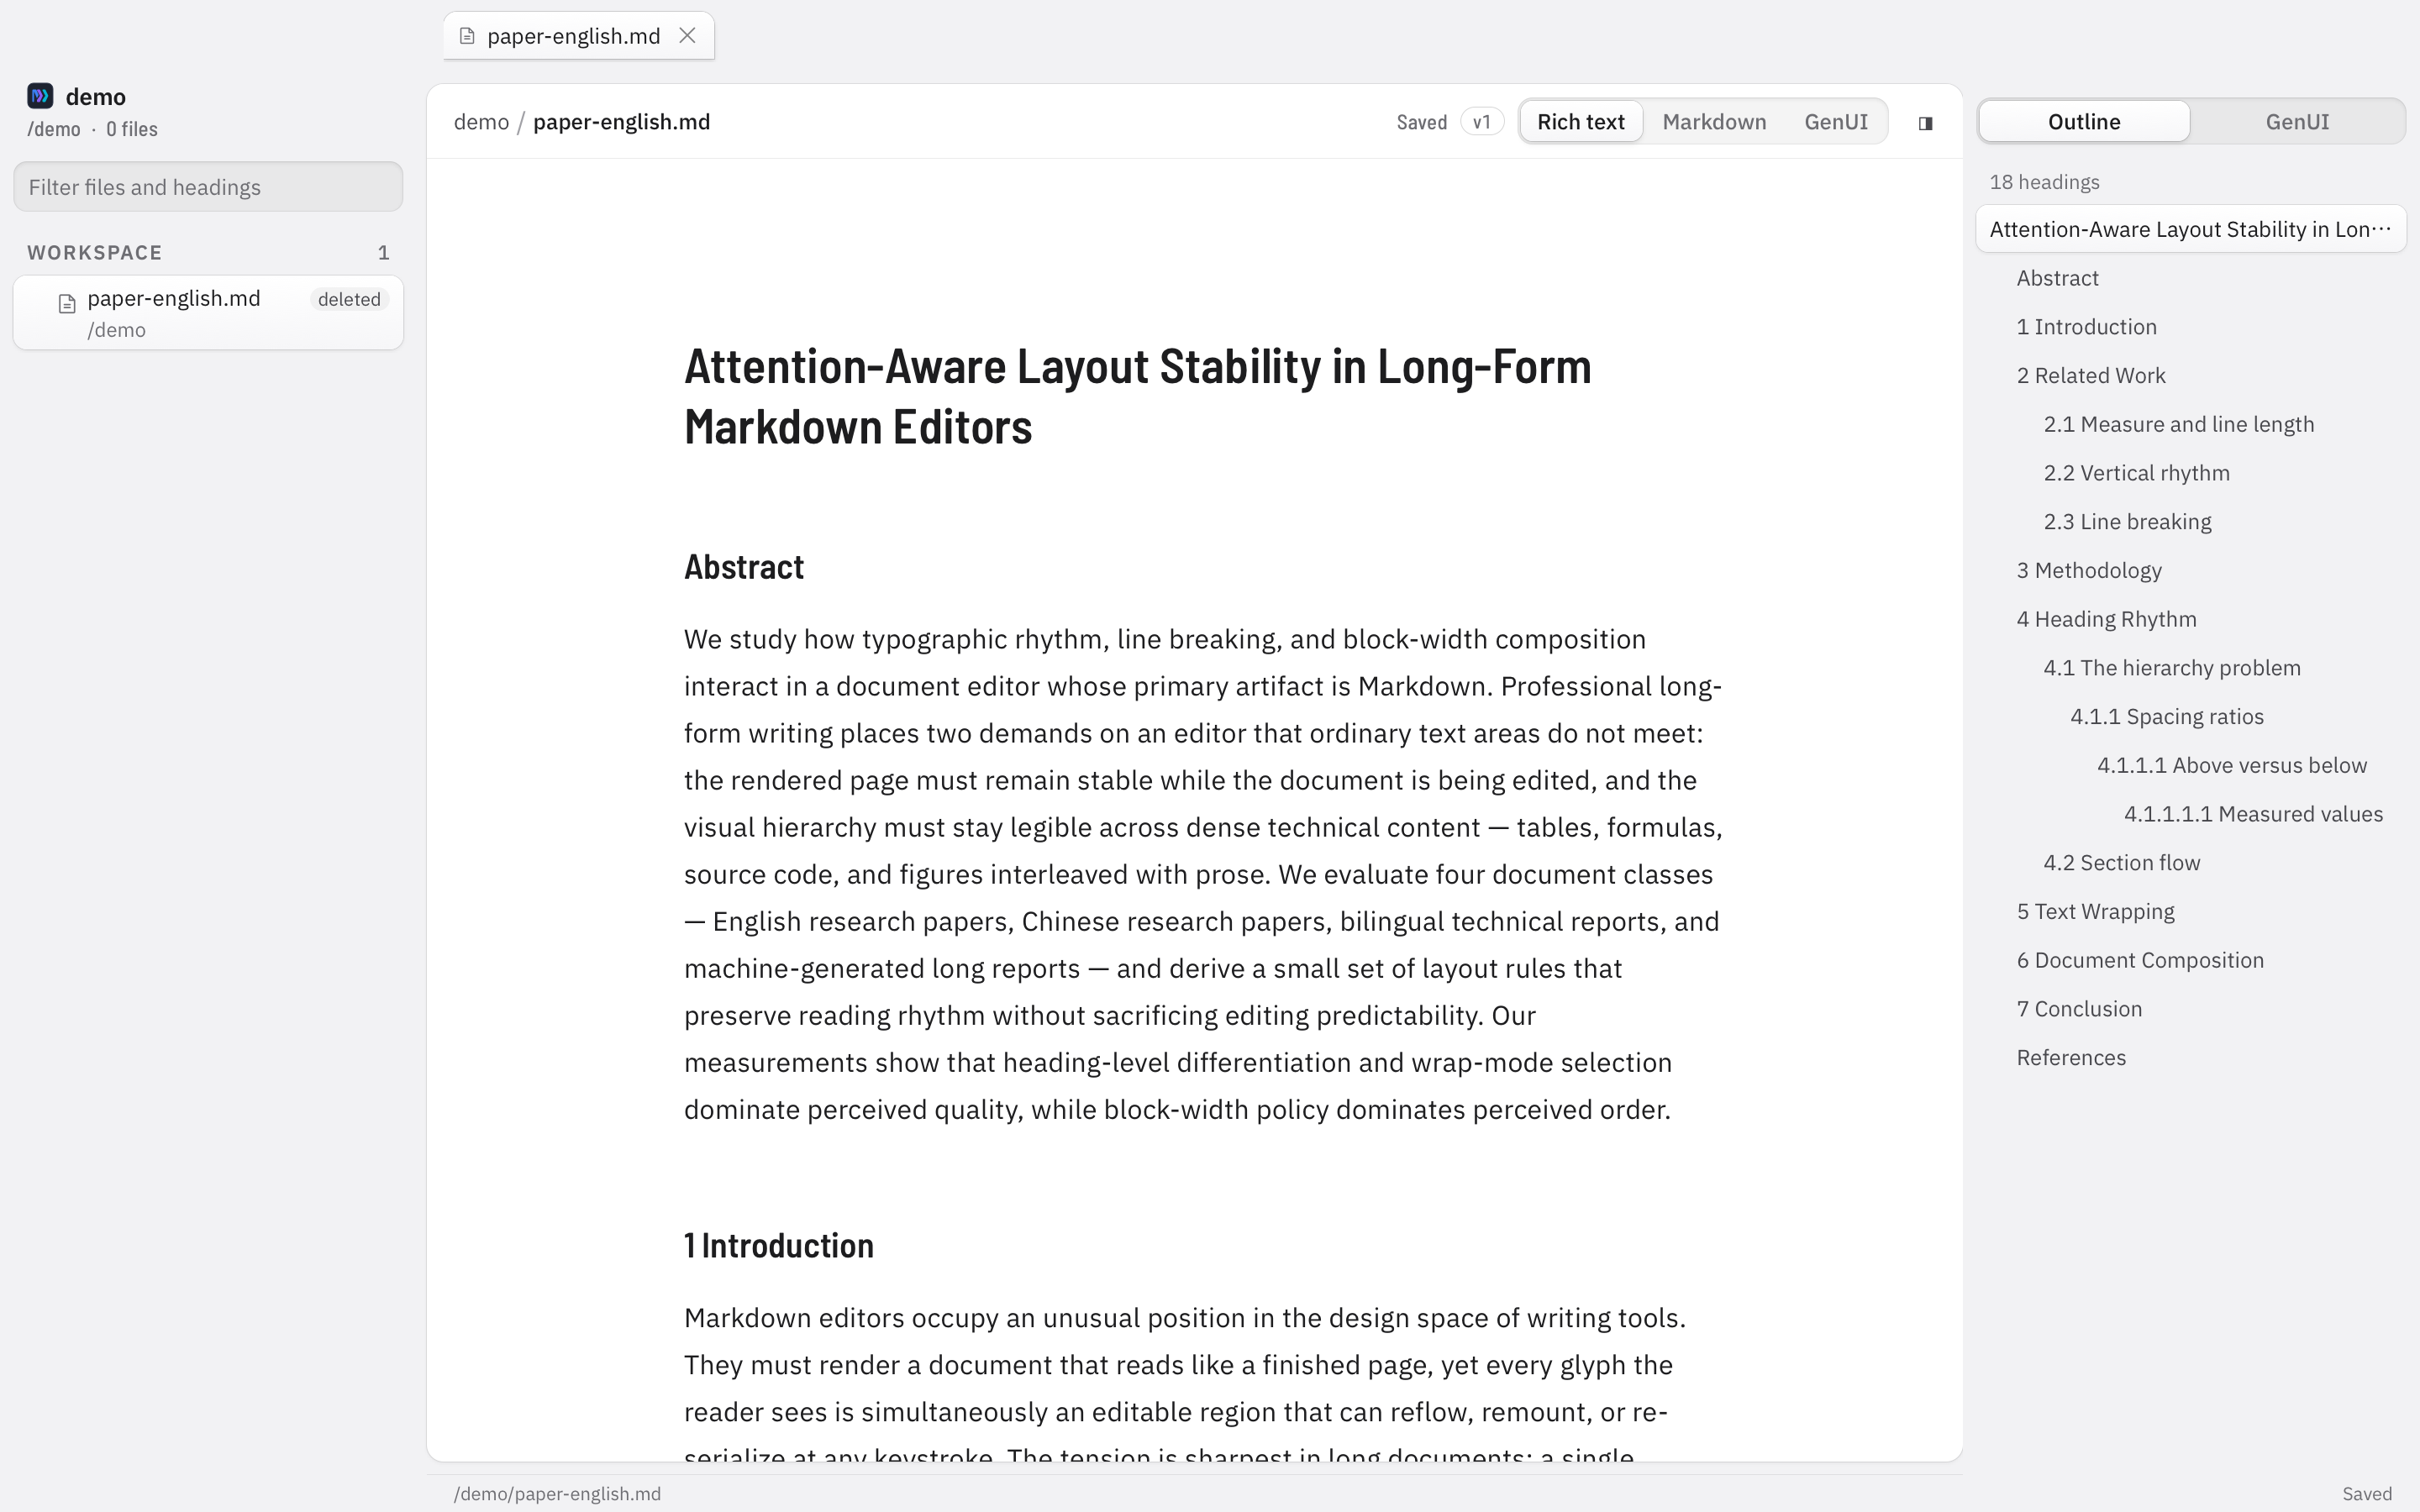 paper-english.md
demo
/demo · 0 files
Filter files and headings
WORKSPACE 1
paper-english.md deleted
/demo
demo / paper-english.md
Saved v1 Rich text Markdown GenUI
Attention-Aware Layout Stability in Long-Form
Markdown Editors
Abstract
We study how typographic rhythm, line breaking, and block-width composition
interact in a document editor whose primary artifact is Markdown. Professional long-
form writing places two demands on an editor that ordinary text areas do not meet:
the rendered page must remain stable while the document is being edited, and the
visual hierarchy must stay legible across dense technical content — tables, formulas,
source code, and figures interleaved with prose. We evaluate four document classes
— English research papers, Chinese research papers, bilingual technical reports, and
machine-generated long reports — and derive a small set of layout rules that
preserve reading rhythm without sacrificing editing predictability. Our
measurements show that heading-level differentiation and wrap-mode selection
dominate perceived quality, while block-width policy dominates perceived order.
1 Introduction
Markdown editors occupy an unusual position in the design space of writing tools.
They must render a document that reads like a finished page, yet every glyph the
reader sees is simultaneously an editable region that can reflow, remount, or re-
serialize at any keystroke. The tension is sharpest in long documents: a single
/demo/paper-english.md
Outline GenUI
18 headings
Attention-Aware Layout Stability in Lon···
Abstract
1 Introduction
2 Related Work
2.1 Measure and line length
2.2 Vertical rhythm
2.3 Line breaking
3 Methodology
4 Heading Rhythm
4.1 The hierarchy problem
4.1.1 Spacing ratios
4.1.1.1 Above versus below
4.1.1.1.1 Measured values
4.2 Section flow
5 Text Wrapping
6 Document Composition
7 Conclusion
References
Saved